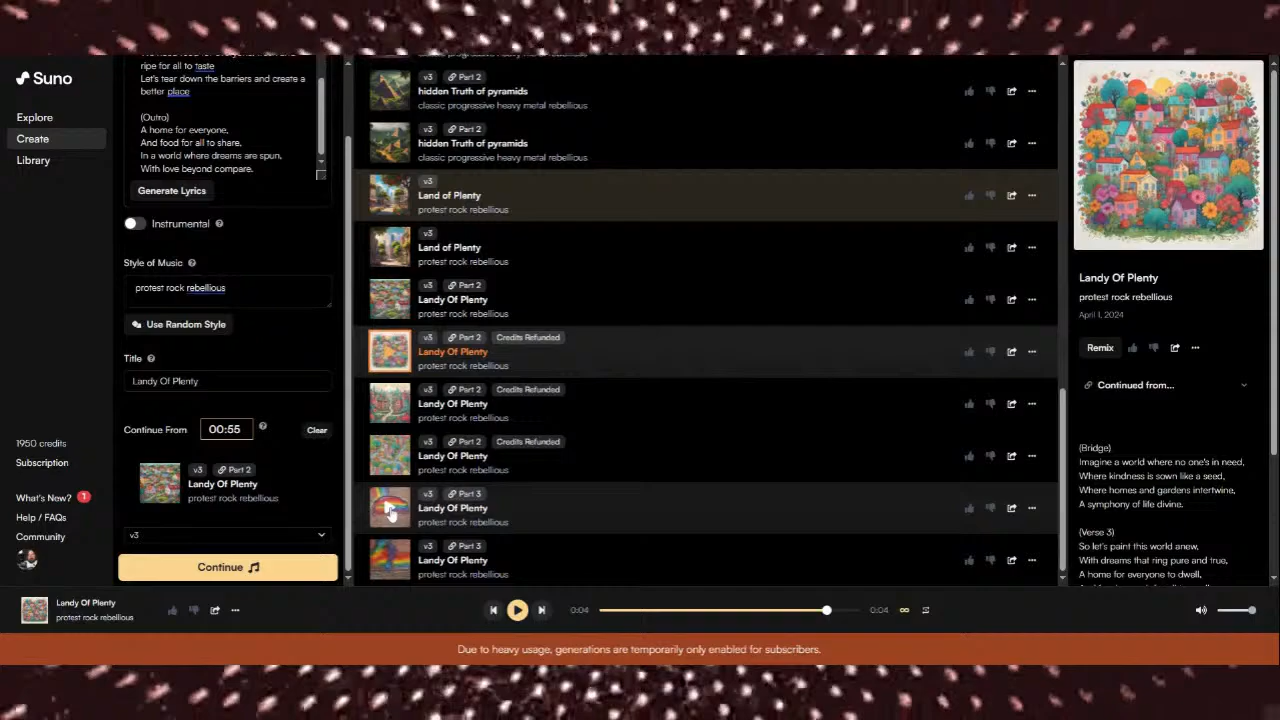 Suno
Explore
Create
Library
1950 credits
Subscription
What's New? 1
Help / FAQs
Community
ripe for all to taste
Let's tear down the barriers and create a
better place
(Outro)
A home for everyone,
And food for all to share,
In a world where dreams are spun,
With love beyond compare.
Generate Lyrics
Instrumental
Style of Music
protest rock rebellious
Use Random Style
Title
Landy Of Plenty
Continue From 00:55 Clear
v3 Part 2
Landy Of Plenty
protest rock rebellious
v3
Continue
v3 Part 2
hidden Truth of pyramids
classic progressive heavy metal rebellious
v3 Part 2
hidden Truth of pyramids
classic progressive heavy metal rebellious
v3
Land of Plenty
protest rock rebellious
v3
Land of Plenty
protest rock rebellious
v3 Part 2
Landy Of Plenty
protest rock rebellious
v3 Part 2 Credits Refunded
Landy Of Plenty
protest rock rebellious
v3 Part 2 Credits Refunded
Landy Of Plenty
protest rock rebellious
v3 Part 2 Credits Refunded
Landy Of Plenty
protest rock rebellious
v3 Part 3
Landy Of Plenty
protest rock rebellious
v3 Part 3
Landy Of Plenty
protest rock rebellious
Landy Of Plenty
protest rock rebellious
April 1, 2024
Remix
Continued from...
(Bridge)
Imagine a world where no one's in need,
Where kindness is sown like a seed,
Where homes and gardens intertwine,
A symphony of life divine.
(Verse 3)
So let's paint this world anew,
With dreams that ring pure and true,
A home for everyone to dwell,
Landy Of Plenty
protest rock rebellious
0:04
0:04
Due to heavy usage, generations are temporarily only enabled for subscribers.